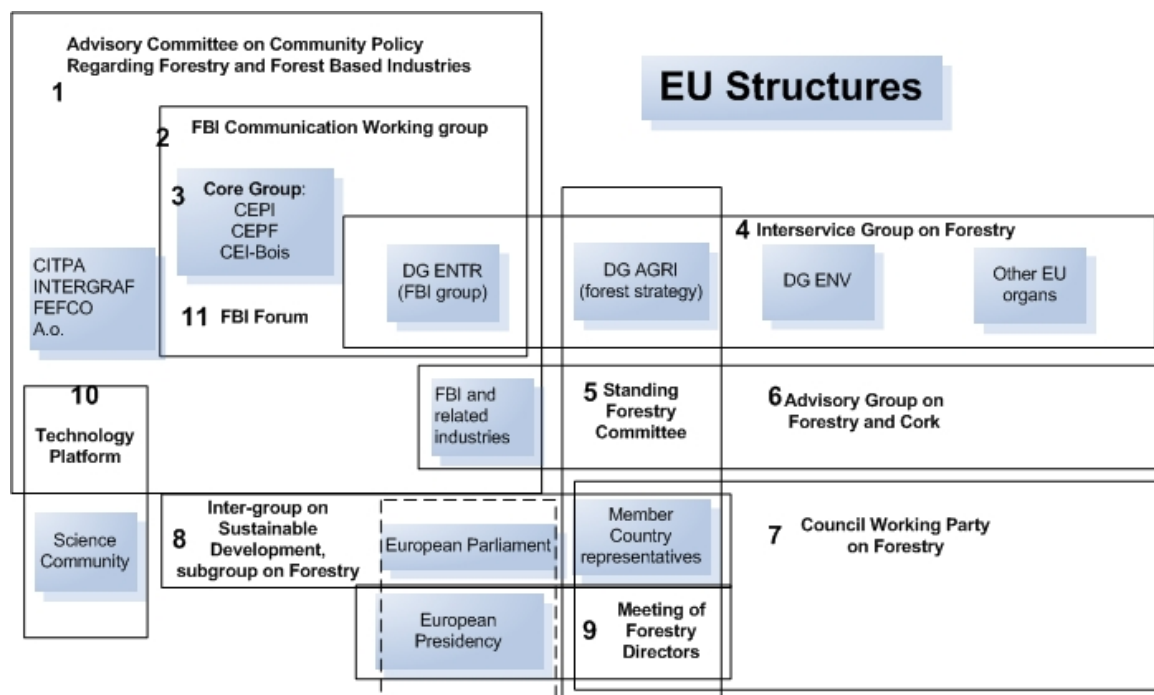 Advisory Committee on Community Policy
Regarding Forestry and Forest Based Industries
1
EU Structures
2 FBI Communication Working group
3 Core Group:
CEPI
CEPF
CEI-Bois
4 Interservice Group on Forestry
CITPA
INTERGRAF
FEFCO
A.o.
DG ENTR
(FBI group)
DG AGRI
(forest strategy)
DG ENV
Other EU
organs
11 FBI Forum
10
Technology
Platform
FBI and
related
industries
5 Standing
Forestry
Committee
6 Advisory Group on
Forestry and Cork
Science
Community
8 Inter-group on
Sustainable
Development,
subgroup on Forestry
European Parliament
Member
Country
representatives
7 Council Working Party
on Forestry
European
Presidency
9 Meeting of
Forestry
Directors